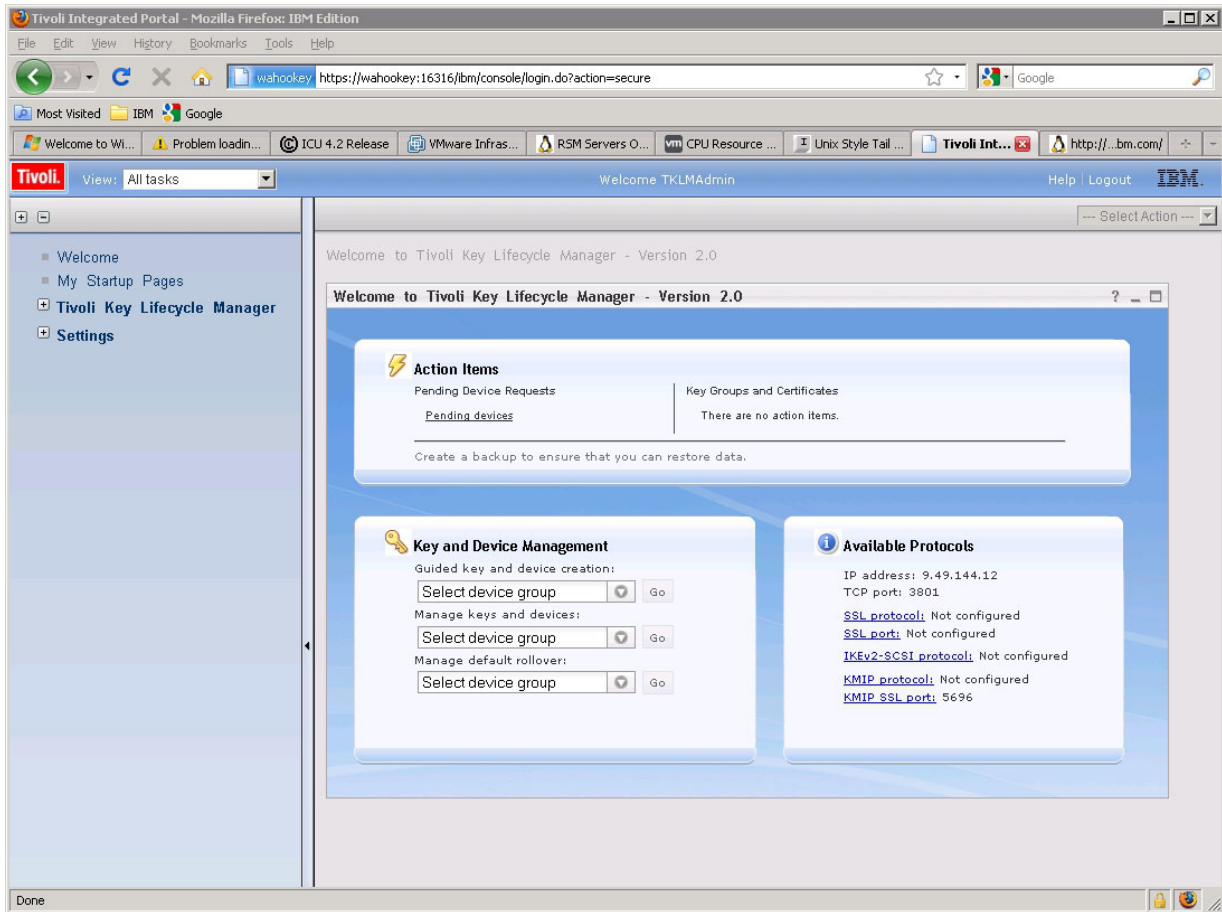 Tivoli Integrated Portal - Mozilla Firefox: IBM Edition
File Edit View History Bookmarks Tools Help
wahookey https://wahookey:16316/ibm/console/login.do?action=secure Google
Most Visited IBM Google
Welcome to Wi... Problem loadin... ICU 4.2 Release VMware Infras... RSM Servers O... vm CPU Resource ... I Unix Style Tail ... Tivoli Int... http://...bm.com/
Tivoli. View: All tasks Welcome TKLMAdmin Help Logout IBM.
--- Select Action ---
Welcome
My Startup Pages
Tivoli Key Lifecycle Manager
Settings
Welcome to Tivoli Key Lifecycle Manager - Version 2.0
Welcome to Tivoli Key Lifecycle Manager - Version 2.0 ?
Action Items
Pending Device Requests
Pending devices
Key Groups and Certificates
There are no action items.
Create a backup to ensure that you can restore data.
Key and Device Management
Guided key and device creation:
Select device group Go
Manage keys and devices:
Select device group Go
Manage default rollover:
Select device group Go
Available Protocols
IP address: 9.49.144.12
TCP port: 3801
SSL protocol: Not configured
SSL port: Not configured
IKEv2-SCSI protocol: Not configured
KMIP protocol: Not configured
KMIP SSL port: 5696
Done